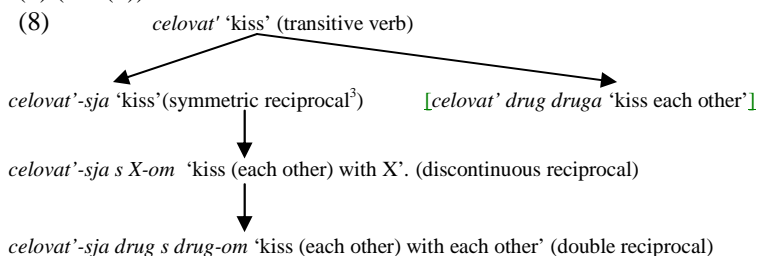 (8) celovat' ‘kiss’ (transitive verb)
celovat’-sja ‘kiss’(symmetric reciprocal3) [celovat’ drug druga ‘kiss each other’]
celovat’-sja s X-om ‘kiss (each other) with X’. (discontinuous reciprocal)
celovat’-sja drug s drug-om ‘kiss (each other) with each other’ (double reciprocal)